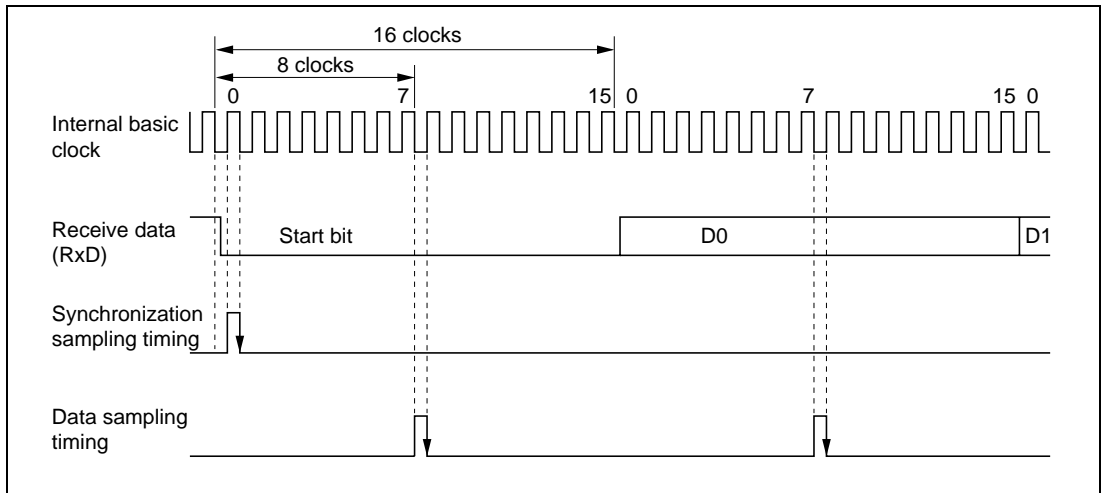 16 clocks
8 clocks
0 7 15 0 7 15 0
Internal basic
clock
Receive data
(RxD)
Start bit D0 D1
Synchronization
sampling timing
Data sampling
timing